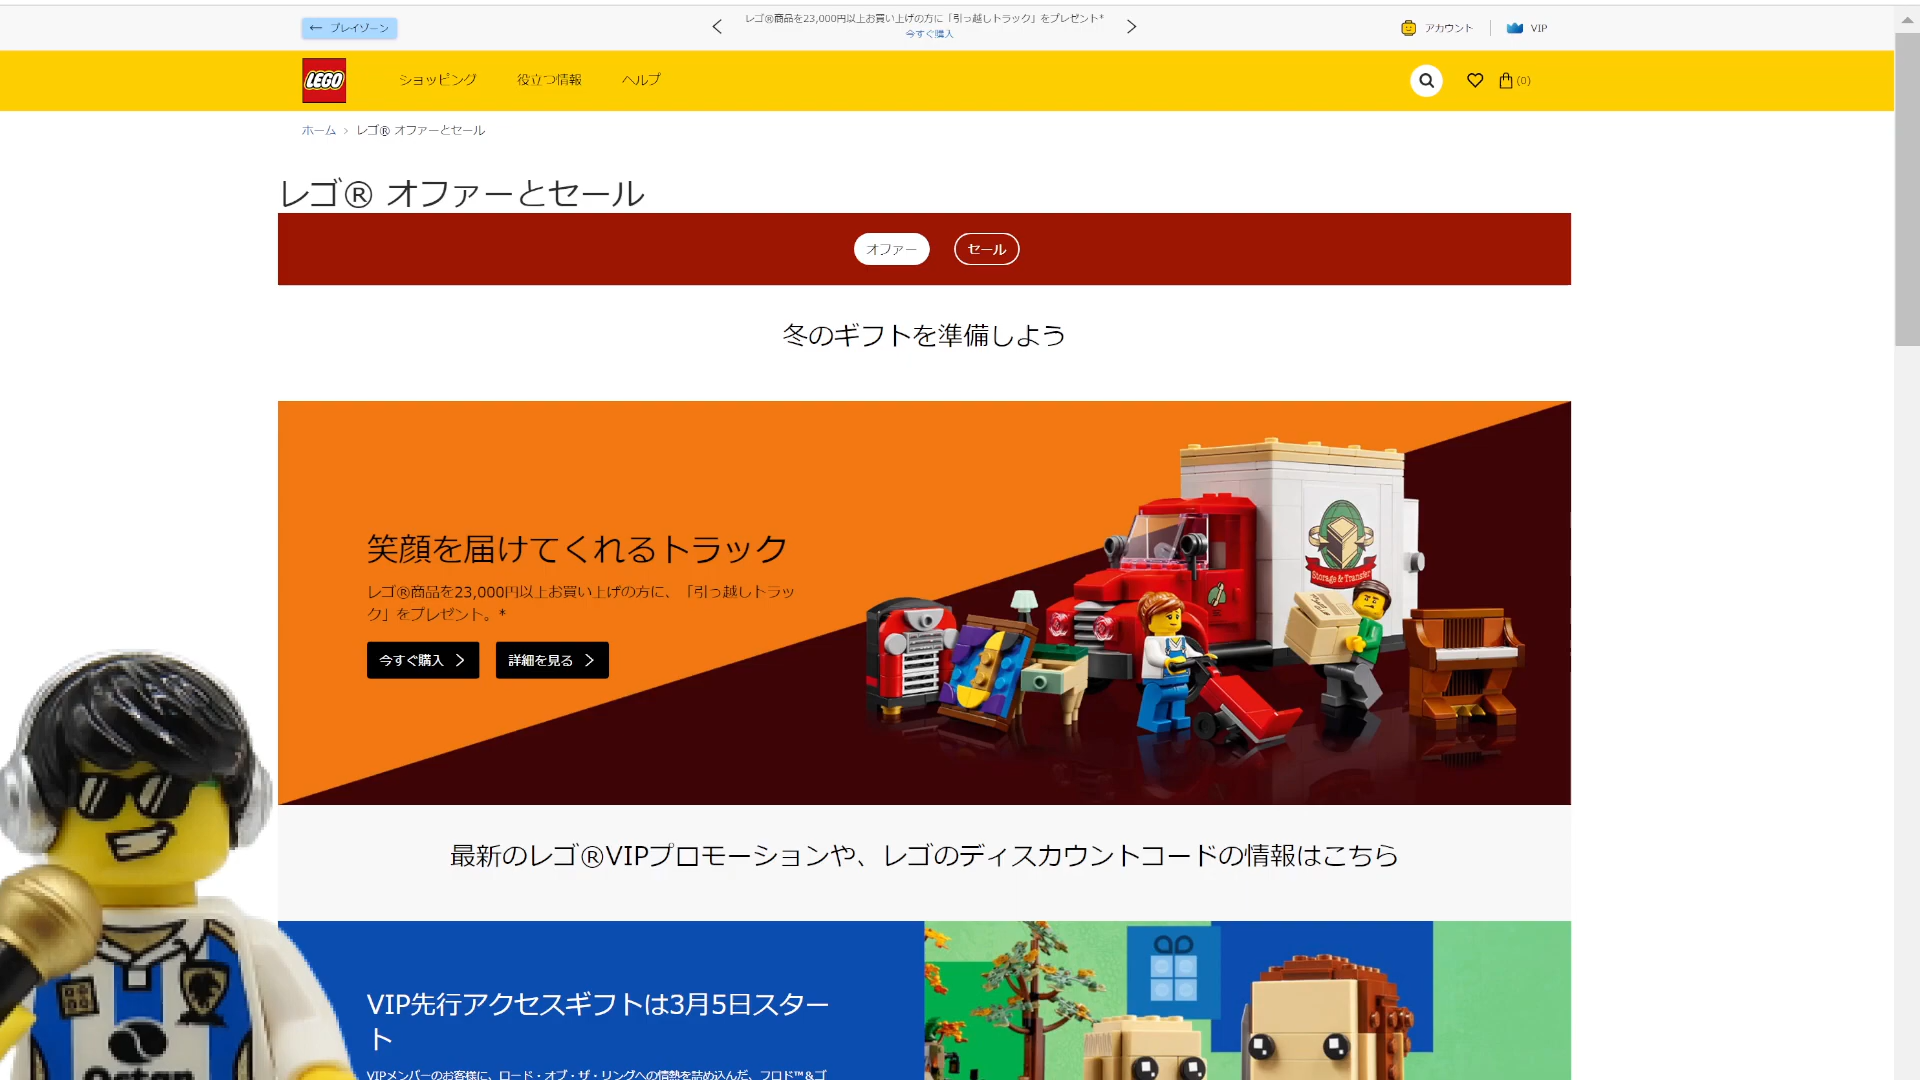 ← プレイゾーン
レゴ®商品を23,000円以上お買い上げの方に「引っ越しトラック」をプレゼント*
今すぐ購入
アカウント
VIP
LEGO
ショッピング
役立つ情報
ヘルプ
(0)
ホーム > レゴ® オファーとセール
レゴ® オファーとセール
オファー
セール
冬のギフトを準備しよう
笑顔を届けてくれるトラック
レゴ®商品を23,000円以上お買い上げの方に、「引っ越しトラッ
ク」をプレゼント。*
今すぐ購入 >
詳細を見る >
Storage & Transfer
最新のレゴ®VIPプロモーションや、レゴのディスカウントコードの情報はこちら
VIP先行アクセスギフトは3月5日スター
ト
VIPメンバーのお客様に、ロード・オブ・ザ・リングへの情熱を詰め込んだ、フロド™&ゴ
Octan